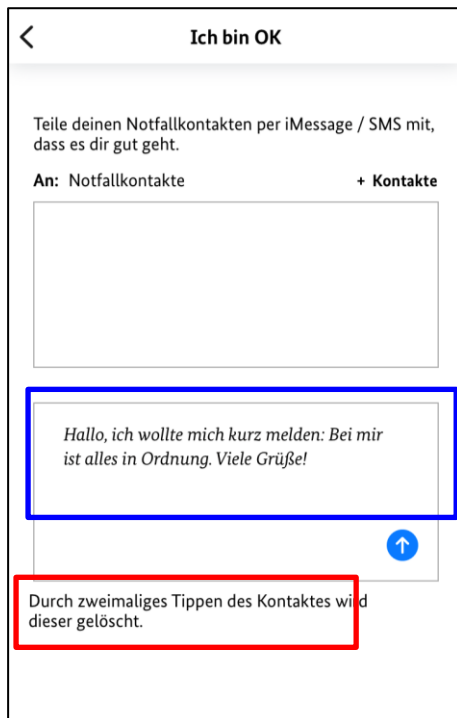 Ich bin OK
Teile deinen Notfallkontakten per iMessage / SMS mit,
dass es dir gut geht.
An: Notfallkontakte + Kontakte
Hallo, ich wollte mich kurz melden: Bei mir
ist alles in Ordnung. Viele Grüße!
Durch zweimaliges Tippen des Kontaktes wird
dieser gelöscht.